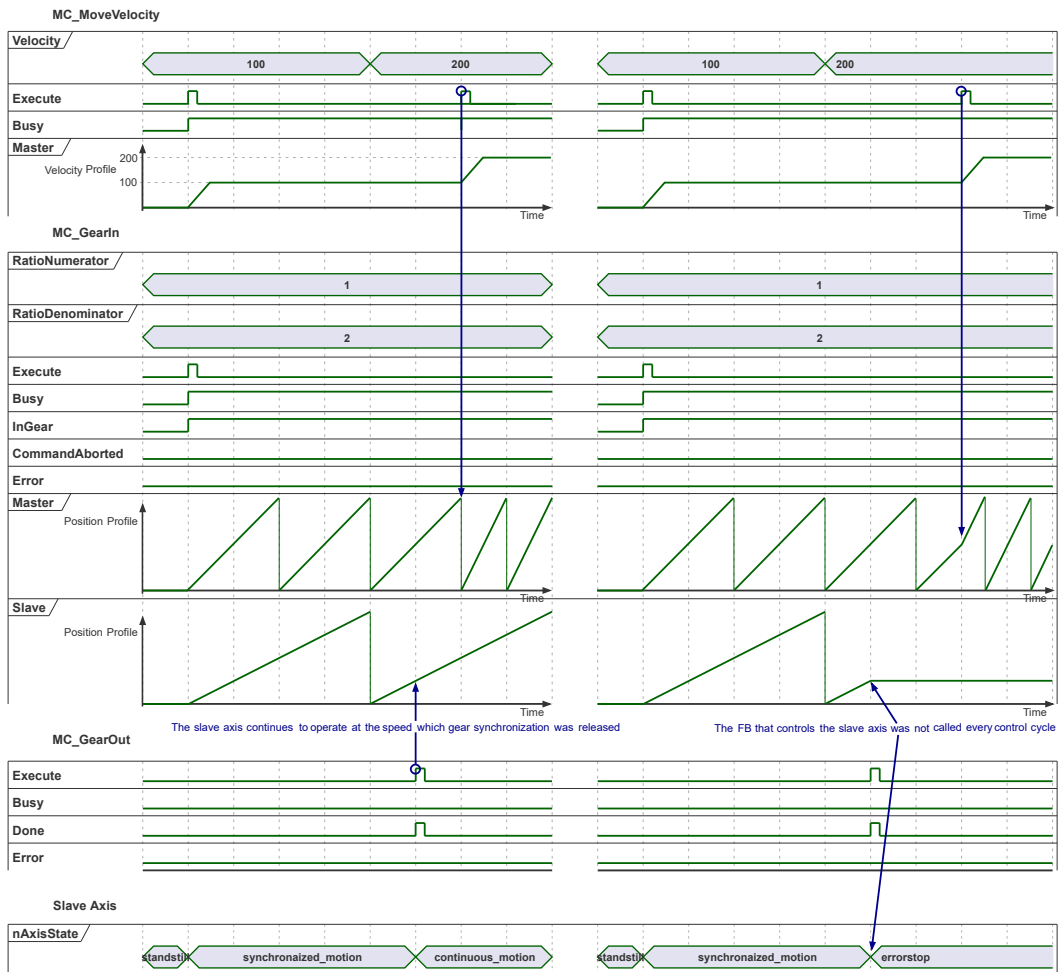 MC_MoveVelocity
Velocity
100 200 100 200
Execute
Busy
Master
Velocity Profile
200
100
Time Time
MC_GearIn
RatioNumerator
1 1
RatioDenominator
2 2
Execute
Busy
InGear
CommandAborted
Error
Master
Position Profile
Time Time
Slave
Position Profile
Time Time
The slave axis continues to operate at the speed which gear synchronization was released The FB that controls the slave axis was not called every control cycle
MC_GearOut
Execute
Busy
Done
Error
Slave Axis
nAxisState
standstill synchronaized_motion continuous_motion standstill synchronaized_motion errorstop